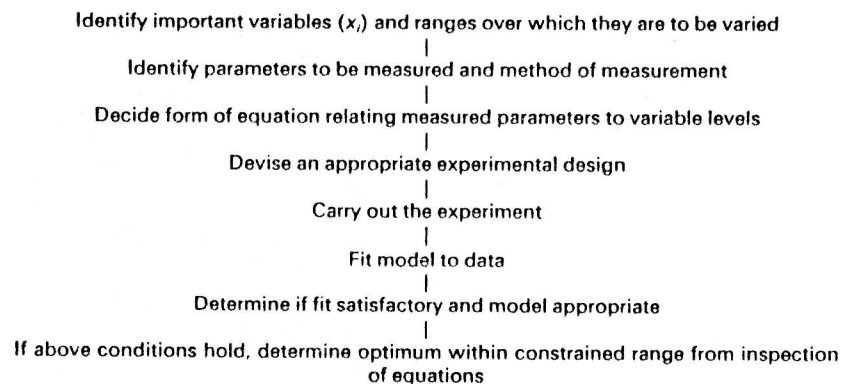 Identify important variables (xᵢ) and ranges over which they are to be varied
Identify parameters to be measured and method of measurement
Decide form of equation relating measured parameters to variable levels
Devise an appropriate experimental design
Carry out the experiment
Fit model to data
Determine if fit satisfactory and model appropriate
If above conditions hold, determine optimum within constrained range from inspection
of equations